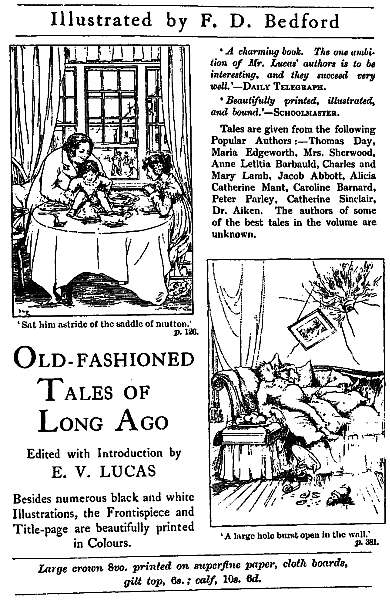 Illustrated by F. D. Bedford
'A charming book. The one ambi-
tion of Mr. Lucas' authors is to be
interesting, and they succeed very
well.'—DAILY TELEGRAPH.
'Beautifully printed, illustrated,
and bound.'—SCHOOLMASTER.
Tales are given from the following
Popular Authors :—Thomas Day,
Maria Edgeworth, Mrs. Sherwood,
Anne Letitia Barbauld, Charles and
Mary Lamb, Jacob Abbott, Alicia
Catherine Mant, Caroline Barnard,
Peter Parley, Catherine Sinclair,
Dr. Aiken. The authors of some
of the best tales in the volume are
unknown.
'Sat him astride of the saddle of mutton.'
p. 126.
OLD-FASHIONED
TALES OF
LONG AGO
Edited with Introduction by
E. V. LUCAS
Besides numerous black and white
Illustrations, the Frontispiece and
Title-page are beautifully printed
in Colours.
'A large hole burst open in the wall.'
p. 381.
Large crown 8vo. printed on superfine paper, cloth boards,
gilt top, 6s.; calf, 10s. 6d.